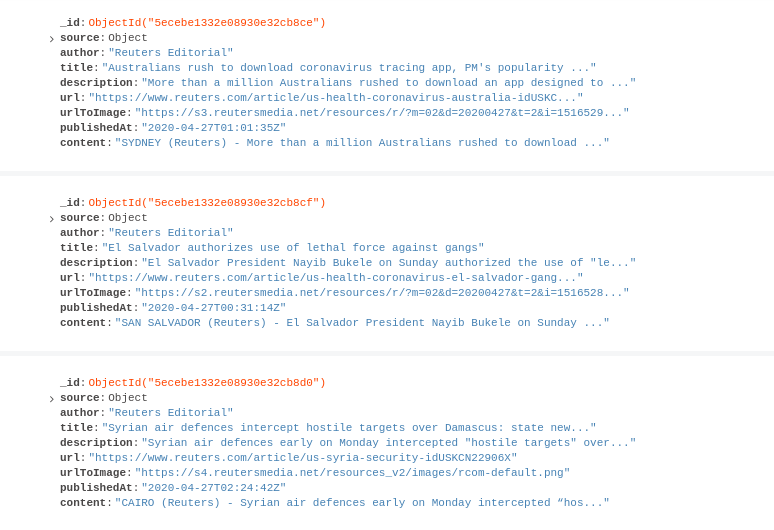 _id: ObjectId("5ecebe1332e08930e32cb8ce")
source: Object
author: "Reuters Editorial"
title: "Australians rush to download coronavirus tracing app, PM's popularity ..."
description: "More than a million Australians rushed to download an app designed to ..."
url: "https://www.reuters.com/article/us-health-coronavirus-australia-idUSKC..."
urlToImage: "https://s3.reutersmedia.net/resources/r/?m=02&d=20200427&t=2&i=1516529..."
publishedAt: "2020-04-27T01:01:35Z"
content: "SYDNEY (Reuters) - More than a million Australians rushed to download ..."
_id: ObjectId("5ecebe1332e08930e32cb8cf")
source: Object
author: "Reuters Editorial"
title: "El Salvador authorizes use of lethal force against gangs"
description: "El Salvador President Nayib Bukele on Sunday authorized the use of "le..."
url: "https://www.reuters.com/article/us-health-coronavirus-el-salvador-gang..."
urlToImage: "https://s2.reutersmedia.net/resources/r/?m=02&d=20200427&t=2&i=1516528..."
publishedAt: "2020-04-27T00:31:14Z"
content: "SAN SALVADOR (Reuters) - El Salvador President Nayib Bukele on Sunday ..."
_id: ObjectId("5ecebe1332e08930e32cb8d0")
source: Object
author: "Reuters Editorial"
title: "Syrian air defences intercept hostile targets over Damascus: state new..."
description: "Syrian air defences early on Monday intercepted "hostile targets" over..."
url: "https://www.reuters.com/article/us-syria-security-idUSKCN22906X"
urlToImage: "https://s4.reutersmedia.net/resources_v2/images/rcom-default.png"
publishedAt: "2020-04-27T02:24:42Z"
content: "CAIRO (Reuters) - Syrian air defences early on Monday intercepted “hos..."